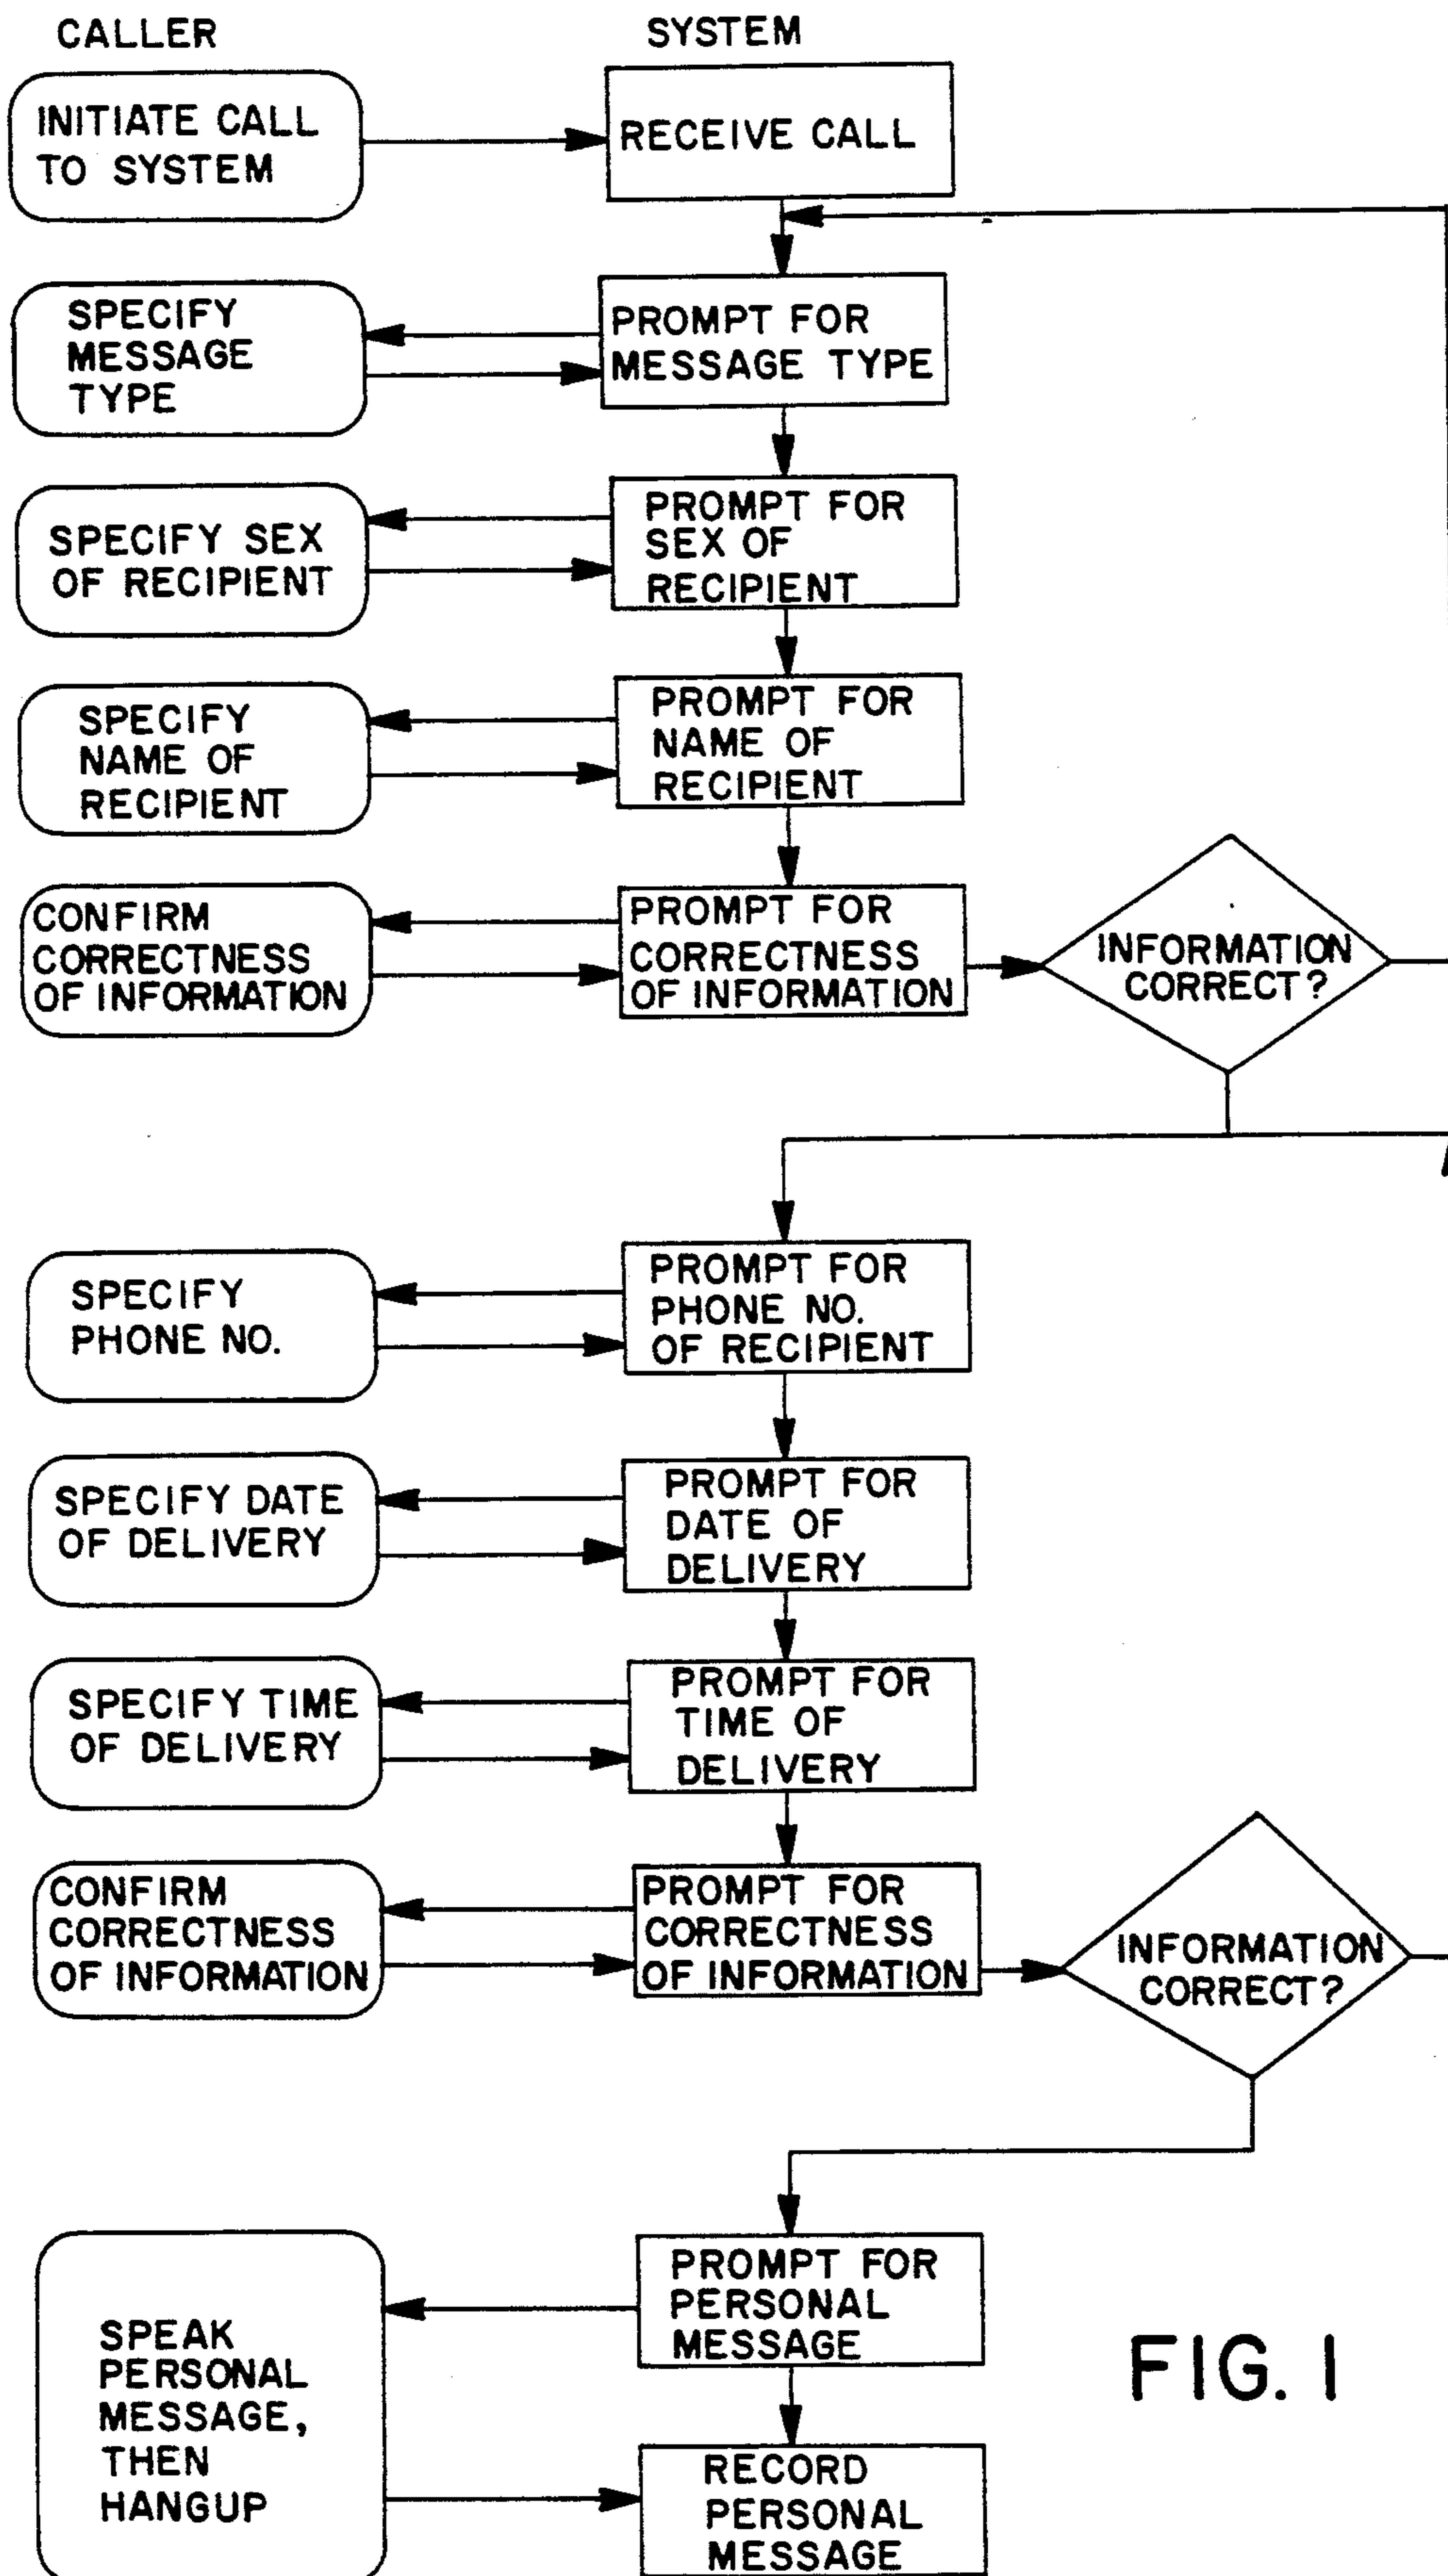 CALLER
SYSTEM
INITIATE CALL
TO SYSTEM
RECEIVE CALL
SPECIFY
MESSAGE
TYPE
PROMPT FOR
MESSAGE TYPE
SPECIFY SEX
OF RECIPIENT
PROMPT FOR
SEX OF
RECIPIENT
SPECIFY
NAME OF
RECIPIENT
PROMPT FOR
NAME OF
RECIPIENT
CONFIRM
CORRECTNESS
OF INFORMATION
PROMPT FOR
CORRECTNESS
OF INFORMATION
INFORMATION
CORRECT?
SPECIFY
PHONE NO.
PROMPT FOR
PHONE NO.
OF RECIPIENT
SPECIFY DATE
OF DELIVERY
PROMPT FOR
DATE OF
DELIVERY
SPECIFY TIME
OF DELIVERY
PROMPT FOR
TIME OF
DELIVERY
CONFIRM
CORRECTNESS
OF INFORMATION
PROMPT FOR
CORRECTNESS
OF INFORMATION
INFORMATION
CORRECT?
SPEAK
PERSONAL
MESSAGE,
THEN
HANGUP
PROMPT FOR
PERSONAL
MESSAGE
RECORD
PERSONAL
MESSAGE
FIG. 1